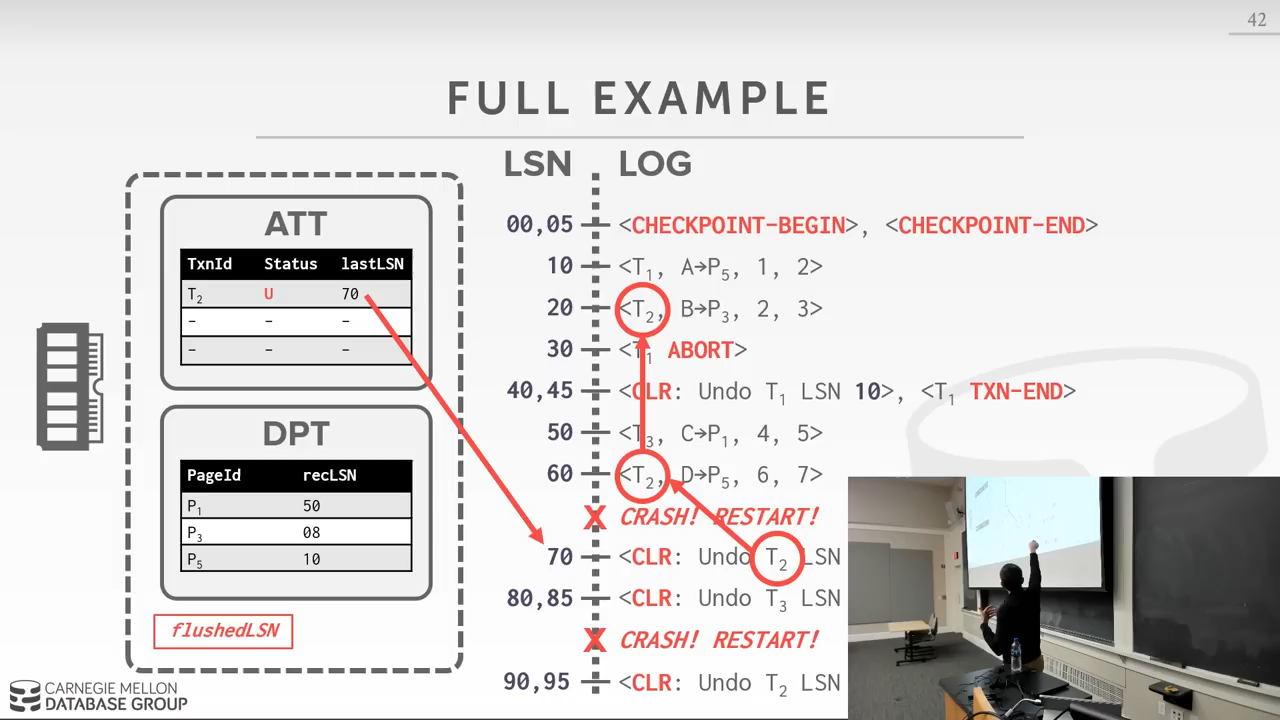 42
FULL EXAMPLE
ATT
TxnId Status lastLSN
T₂ U 70
- - -
- - -
DPT
PageId recLSN
P₁ 50
P₃ 08
P₅ 10
flushedLSN
CARNEGIE MELLON
DATABASE GROUP
LSN LOG
00,05 <CHECKPOINT-BEGIN>, <CHECKPOINT-END>
10 <T₁, A→P₅, 1, 2>
20 <T₂, B→P₃, 2, 3>
30 <T₁ ABORT>
40,45 <CLR: Undo T₁ LSN 10>, <T₁ TXN-END>
50 <T₃, C→P₁, 4, 5>
60 <T₂, D→P₅, 6, 7>
X CRASH! RESTART!
70 <CLR: Undo T₂ LSN
80,85 <CLR: Undo T₃ LSN
X CRASH! RESTART!
90,95 <CLR: Undo T₂ LSN